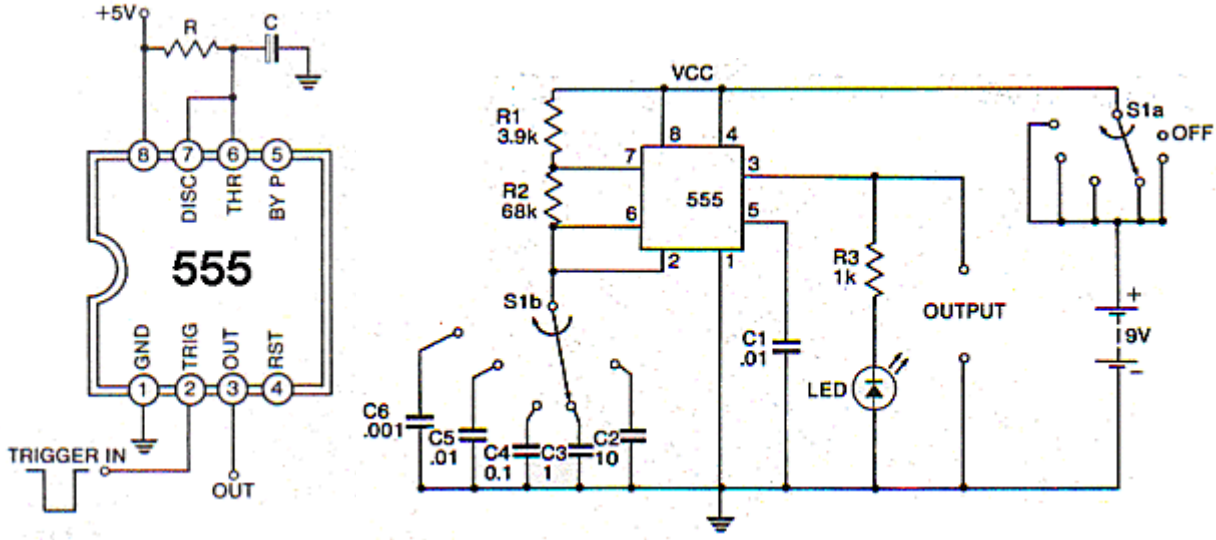 +5V
R
C
8
7
6
5
DISC
THR
BY P
555
GND
TRIG
OUT
RST
1
2
3
4
TRIGGER IN
OUT
VCC
R1
3.9k
R2
68k
7
6
8
4
3
5
2
1
555
S1a
OFF
S1b
R3
1k
OUTPUT
+
9V
-
C1
.01
LED
C6
.001
C5
.01
C4
0.1
C3
1
C2
10